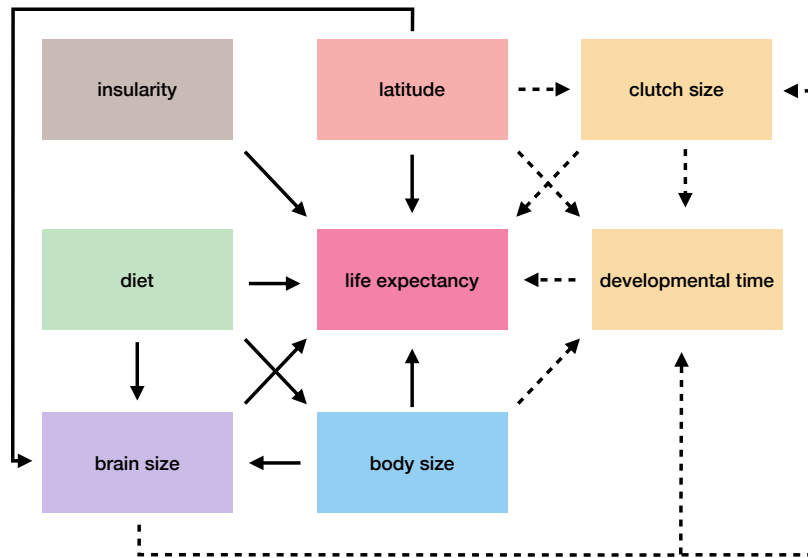 insularity
latitude
clutch size
diet
life expectancy
developmental time
brain size
body size